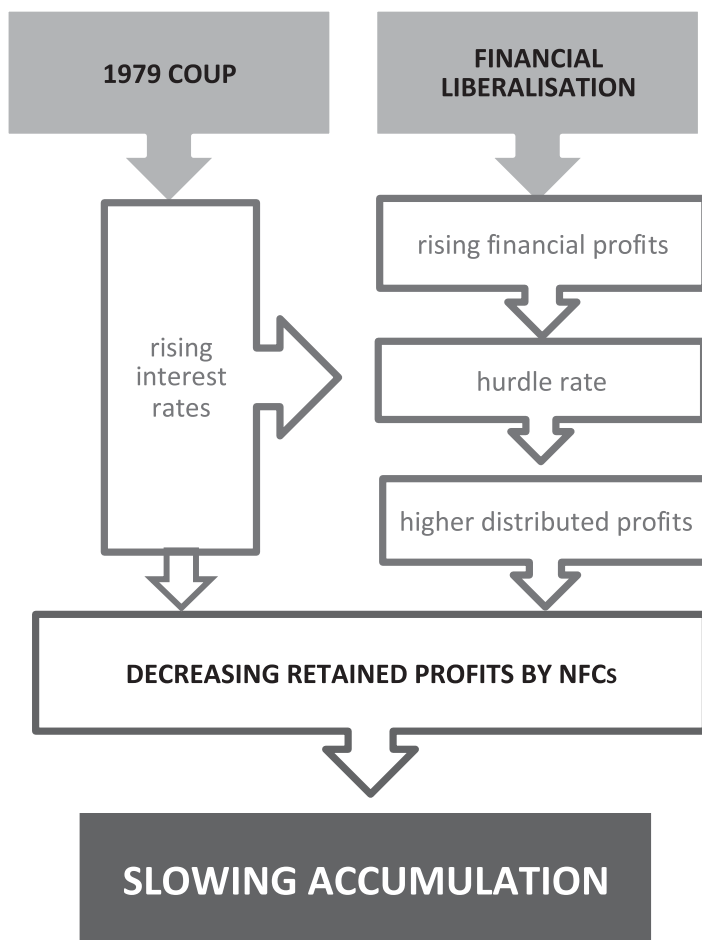 1979 COUP
FINANCIAL
LIBERALISATION
rising financial profits
rising
interest
rates
hurdle rate
higher distributed profits
DECREASING RETAINED PROFITS BY NFCs
SLOWING ACCUMULATION